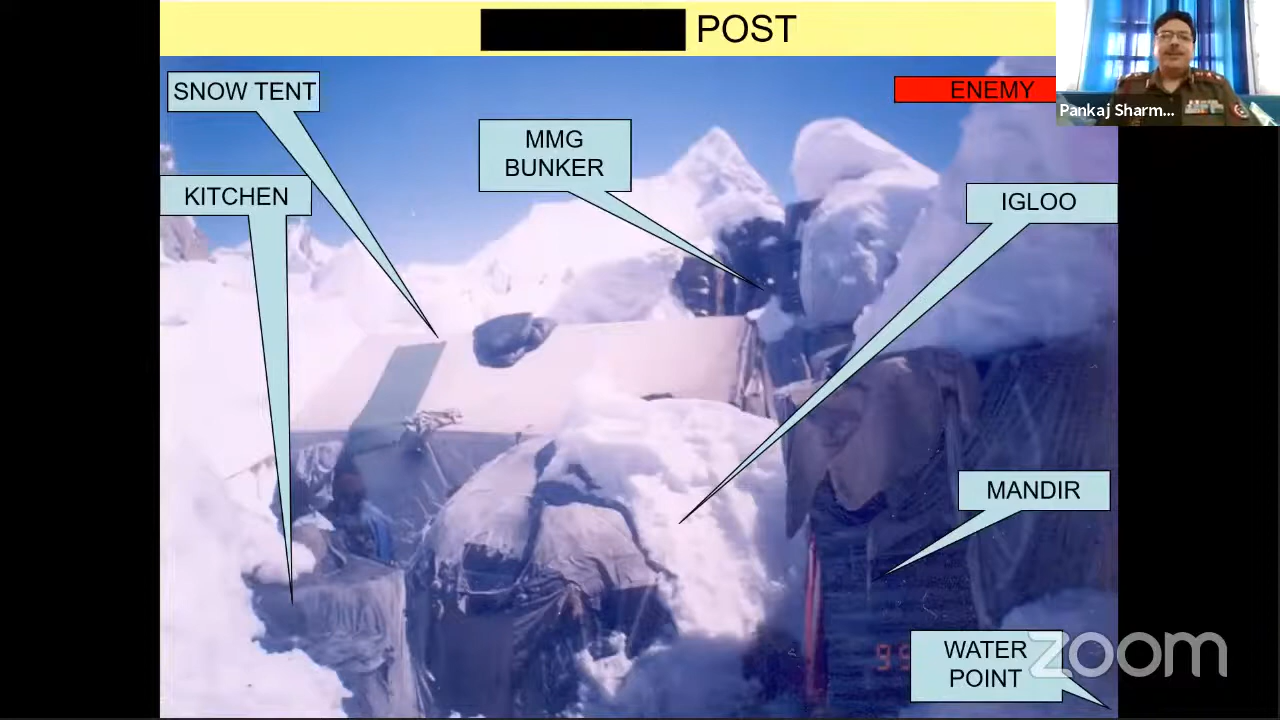 POST
SNOW TENT
ENEMY
Pankaj Sharm...
MMG
BUNKER
KITCHEN
IGLOO
MANDIR
WATER
POINT
zoom